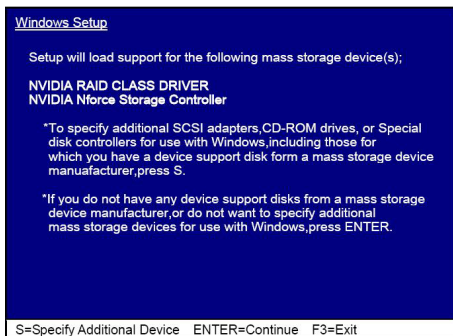 Windows Setup
Setup will load support for the following mass storage device(s);
NVIDIA RAID CLASS DRIVER
NVIDIA Nforce Storage Controller
*To specify additional SCSI adapters,CD-ROM drives, or Special
disk controllers for use with Windows,including those for
which you have a device support disk form a mass storage device
manuafacturer,press S.
*If you do not have any device support disks from a mass storage
device manufacturer,or do not want to specify additional
mass storage devices for use with Windows,press ENTER.
S=Specify Additional Device ENTER=Continue F3=Exit